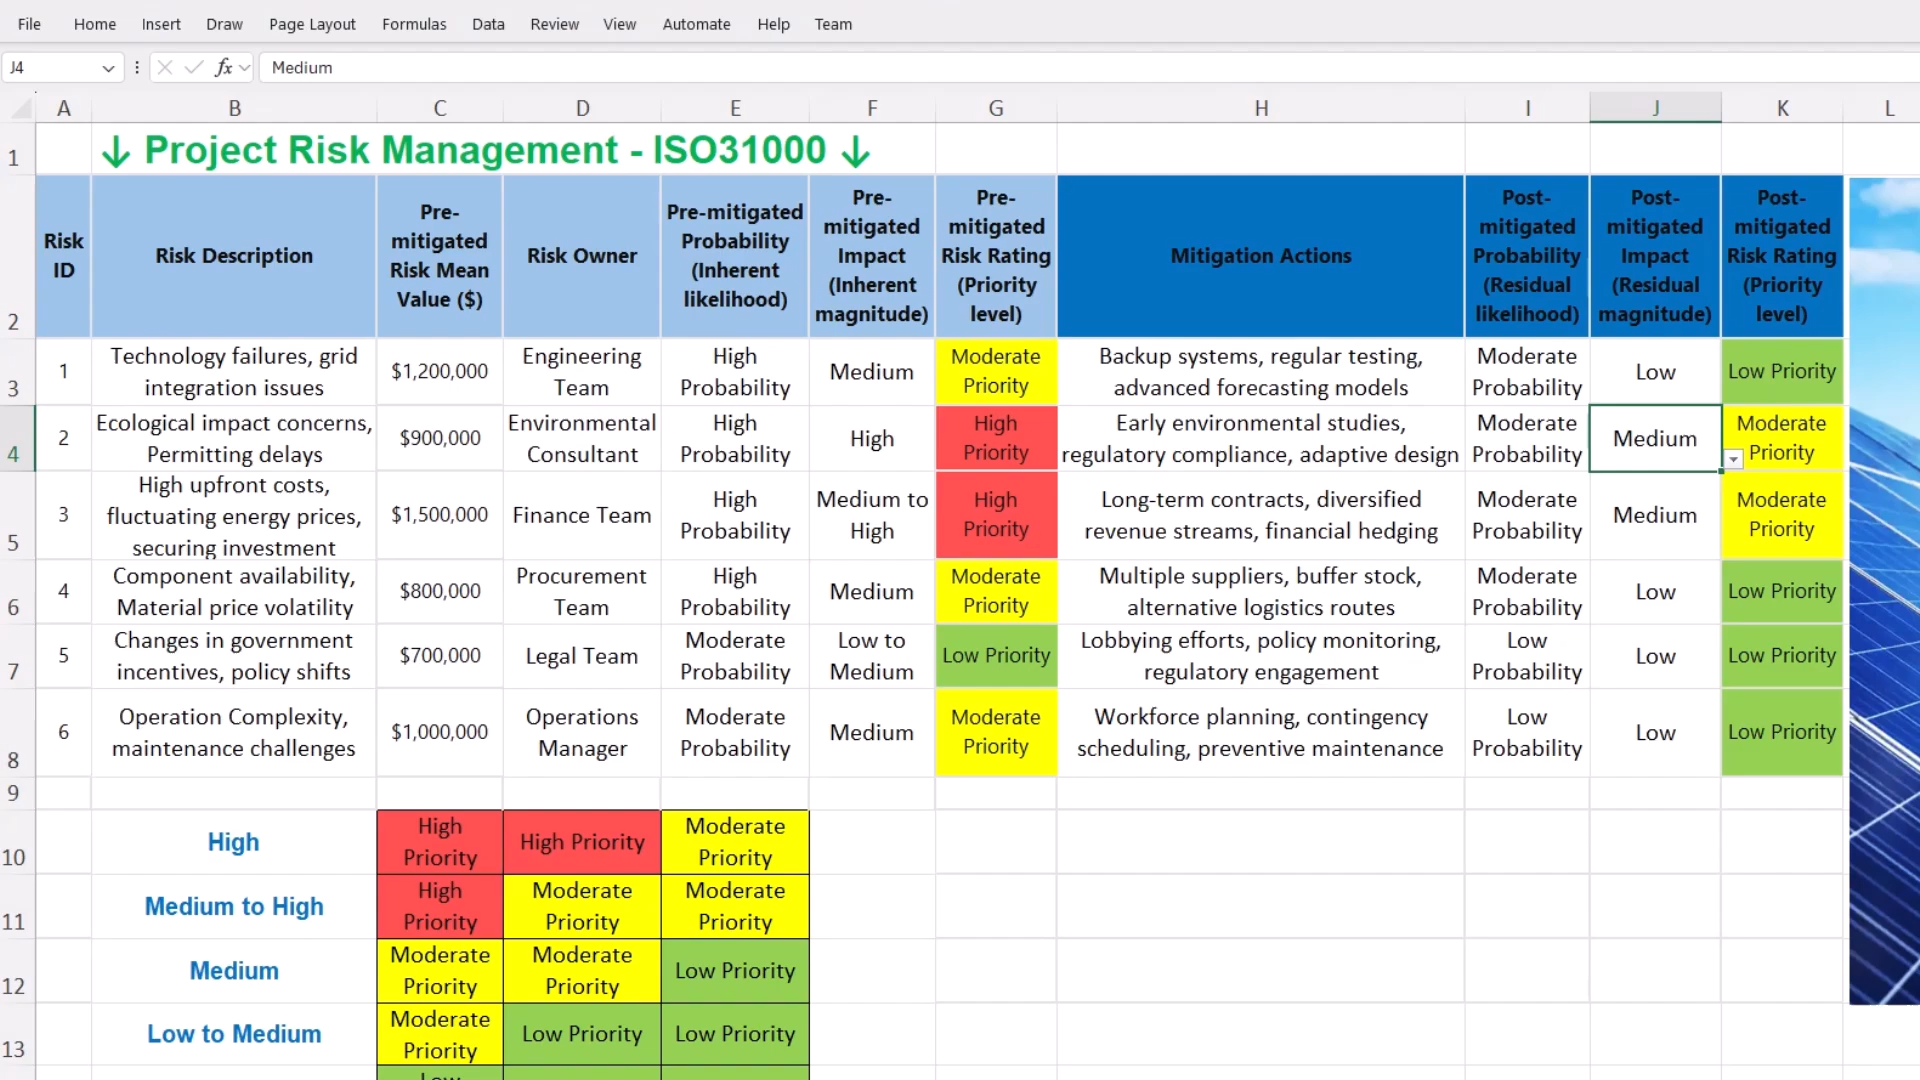 File Home Insert Draw Page Layout Formulas Data Review View Automate Help Team
J4 fx Medium
A B C D E F G H I J K L
1 ↓ Project Risk Management - ISO31000 ↓
2
Risk
ID
Risk Description
Pre-
mitigated
Risk Mean
Value ($)
Risk Owner
Pre-mitigated
Probability
(Inherent
likelihood)
Pre-
mitigated
Impact
(Inherent
magnitude)
Pre-
mitigated
Risk Rating
(Priority
level)
Mitigation Actions
Post-
mitigated
Probability
(Residual
likelihood)
Post-
mitigated
Impact
(Residual
magnitude)
Post-
mitigated
Risk Rating
(Priority
level)
3
1
Technology failures, grid
integration issues
$1,200,000
Engineering
Team
High
Probability
Medium
Moderate
Priority
Backup systems, regular testing,
advanced forecasting models
Moderate
Probability
Low
Low Priority
4
2
Ecological impact concerns,
Permitting delays
$900,000
Environmental
Consultant
High
Probability
High
High
Priority
Early environmental studies,
regulatory compliance, adaptive design
Moderate
Probability
Medium
Moderate
Priority
5
3
High upfront costs,
fluctuating energy prices,
securing investment
$1,500,000
Finance Team
High
Probability
Medium to
High
High
Priority
Long-term contracts, diversified
revenue streams, financial hedging
Moderate
Probability
Medium
Moderate
Priority
6
4
Component availability,
Material price volatility
$800,000
Procurement
Team
High
Probability
Medium
Moderate
Priority
Multiple suppliers, buffer stock,
alternative logistics routes
Moderate
Probability
Low
Low Priority
7
5
Changes in government
incentives, policy shifts
$700,000
Legal Team
Moderate
Probability
Low to
Medium
Low Priority
Lobbying efforts, policy monitoring,
regulatory engagement
Low
Probability
Low
Low Priority
8
6
Operation Complexity,
maintenance challenges
$1,000,000
Operations
Manager
Moderate
Probability
Medium
Moderate
Priority
Workforce planning, contingency
scheduling, preventive maintenance
Low
Probability
Low
Low Priority
9
10
High
High
Priority
High Priority
Moderate
Priority
11
Medium to High
High
Priority
Moderate
Priority
Moderate
Priority
12
Medium
Moderate
Priority
Moderate
Priority
Low Priority
13
Low to Medium
Moderate
Priority
Low Priority
Low Priority